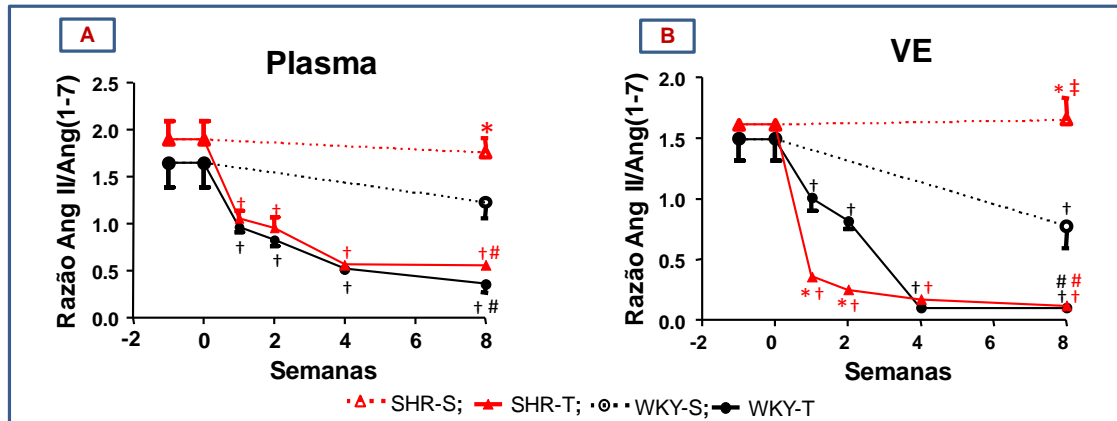 A
Plasma
Razão Ang II/Ang(1-7)
2.5
2.0
1.5
1.0
0.5
0.0
*
† †
† †
†
†
† #
† #
-2 0 2 4 6 8
Semanas
B
VE
Razão Ang II/Ang(1-7)
2.0
1.5
1.0
0.5
0.0
* ‡
†
†
†
* †
* †
† †
# #
† †
-2 0 2 4 6 8
Semanas
SHR-S; SHR-T; WKY-S; WKY-T